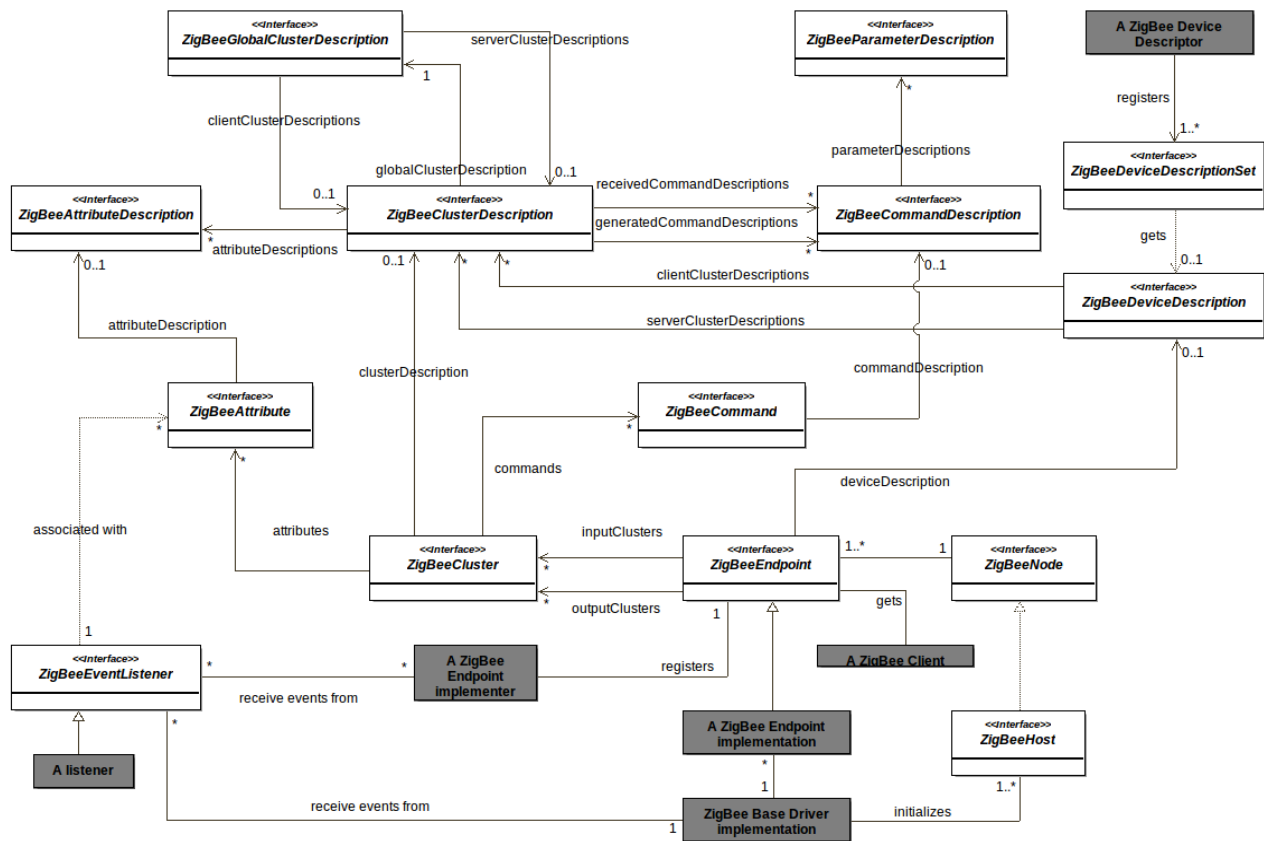 <<Interface>>
ZigBeeGlobalClusterDescription
serverClusterDescriptions
1
<<Interface>>
ZigBeeParameterDescription
*
A ZigBee Device
Descriptor
registers
1..*
clientClusterDescriptions
globalClusterDescription
0..1
0..1
parameterDescriptions
<<Interface>>
ZigBeeDeviceDescriptionSet
<<Interface>>
ZigBeeAttributeDescription
*
attributeDescriptions
<<Interface>>
ZigBeeClusterDescription
receivedCommandDescriptions
*
generatedCommandDescriptions
*
<<Interface>>
ZigBeeCommandDescription
gets
0..1
0..1
0..1
*
*
clientClusterDescriptions
0..1
serverClusterDescriptions
<<Interface>>
ZigBeeDeviceDescription
0..1
attributeDescription
clusterDescription
commandDescription
<<Interface>>
ZigBeeAttribute
*
*
<<Interface>>
ZigBeeCommand
*
commands
deviceDescription
associated with
attributes
inputClusters
*
*
outputClusters
<<Interface>>
ZigBeeCluster
<<Interface>>
ZigBeeEndpoint
1..*
1
<<Interface>>
ZigBeeNode
gets
1
1
<<Interface>>
ZigBeeEventListener
*
*
receive events from
A ZigBee
Endpoint
implementer
registers
A ZigBee Client
*
A ZigBee Endpoint
implementation
<<Interface>>
ZigBeeHost
A listener
*
1
1..*
receive events from
1
ZigBee Base Driver
implementation
initializes